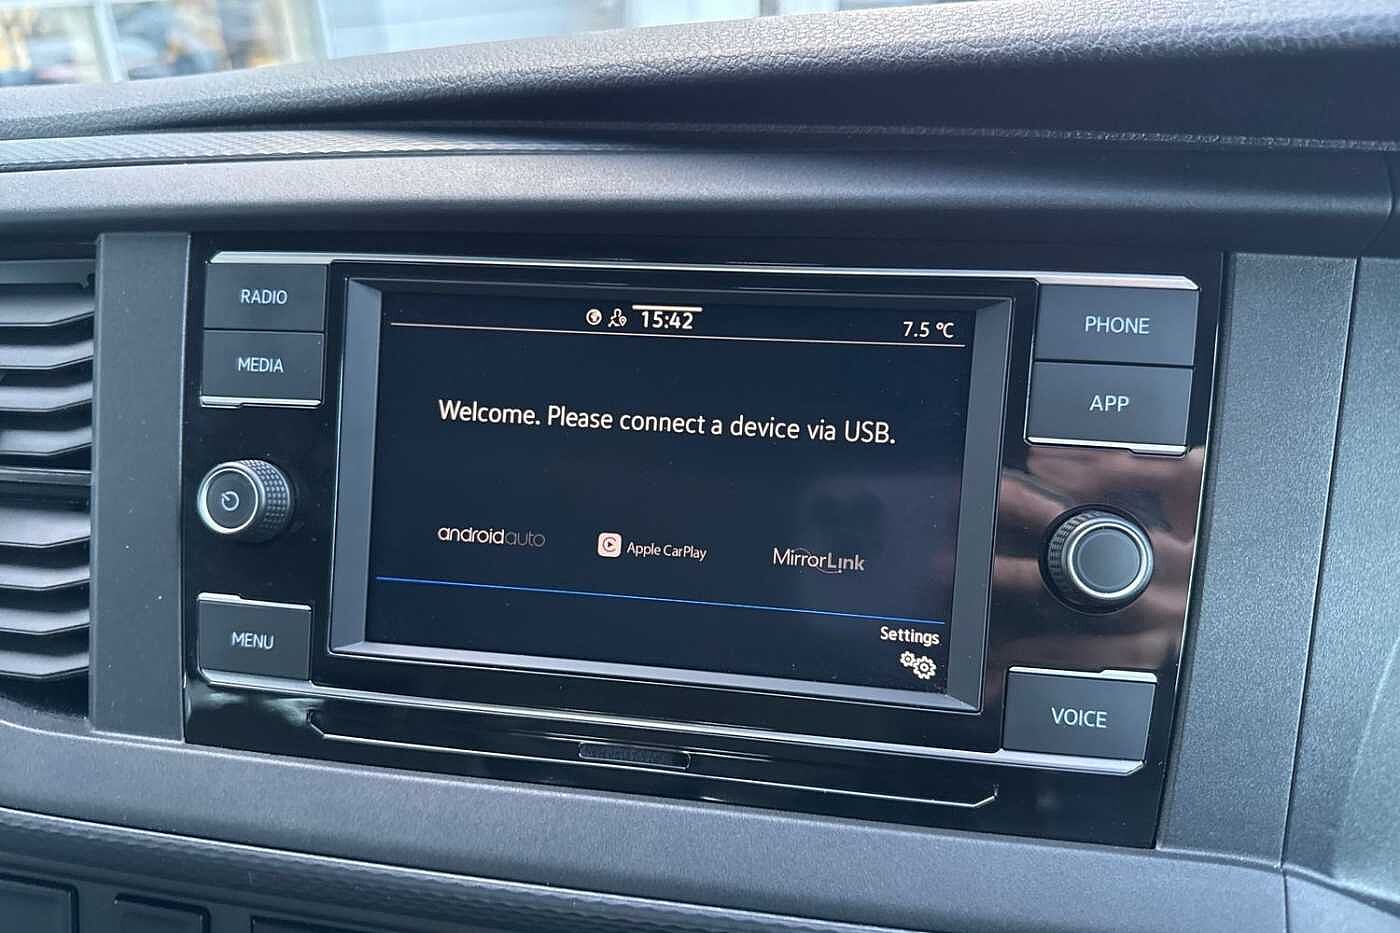 RADIO
MEDIA
MENU
15:42
7.5 °C
Welcome. Please connect a device via USB.
androidauto
Apple CarPlay
MirrorLink
Settings
PHONE
APP
VOICE